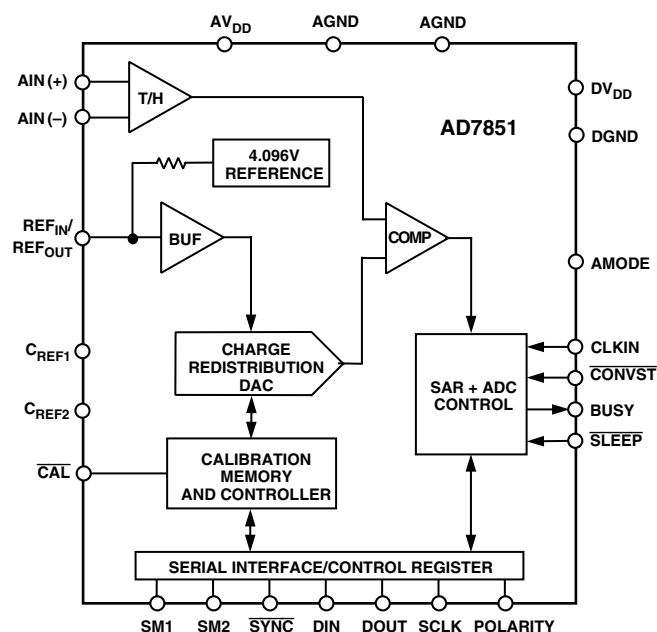 AVDD AGND AGND
AIN (+)
T/H
DVDD
AIN (–)
AD7851
DGND
4.096V
REFERENCE
REFIN/
REFOUT
BUF
COMP
AMODE
CREF1
CHARGE
REDISTRIBUTION
DAC
CLKIN
CONVST
SAR + ADC
CONTROL
BUSY
CREF2
SLEEP
CAL
CALIBRATION
MEMORY
AND CONTROLLER
SERIAL INTERFACE/CONTROL REGISTER
SM1 SM2 SYNC DIN DOUT SCLK POLARITY